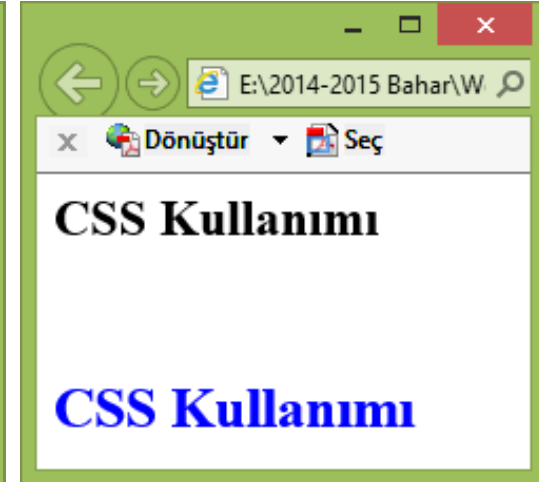 E:\2014-2015 Bahar\W
x Dönüştür Seç
CSS Kullanımı
CSS Kullanımı